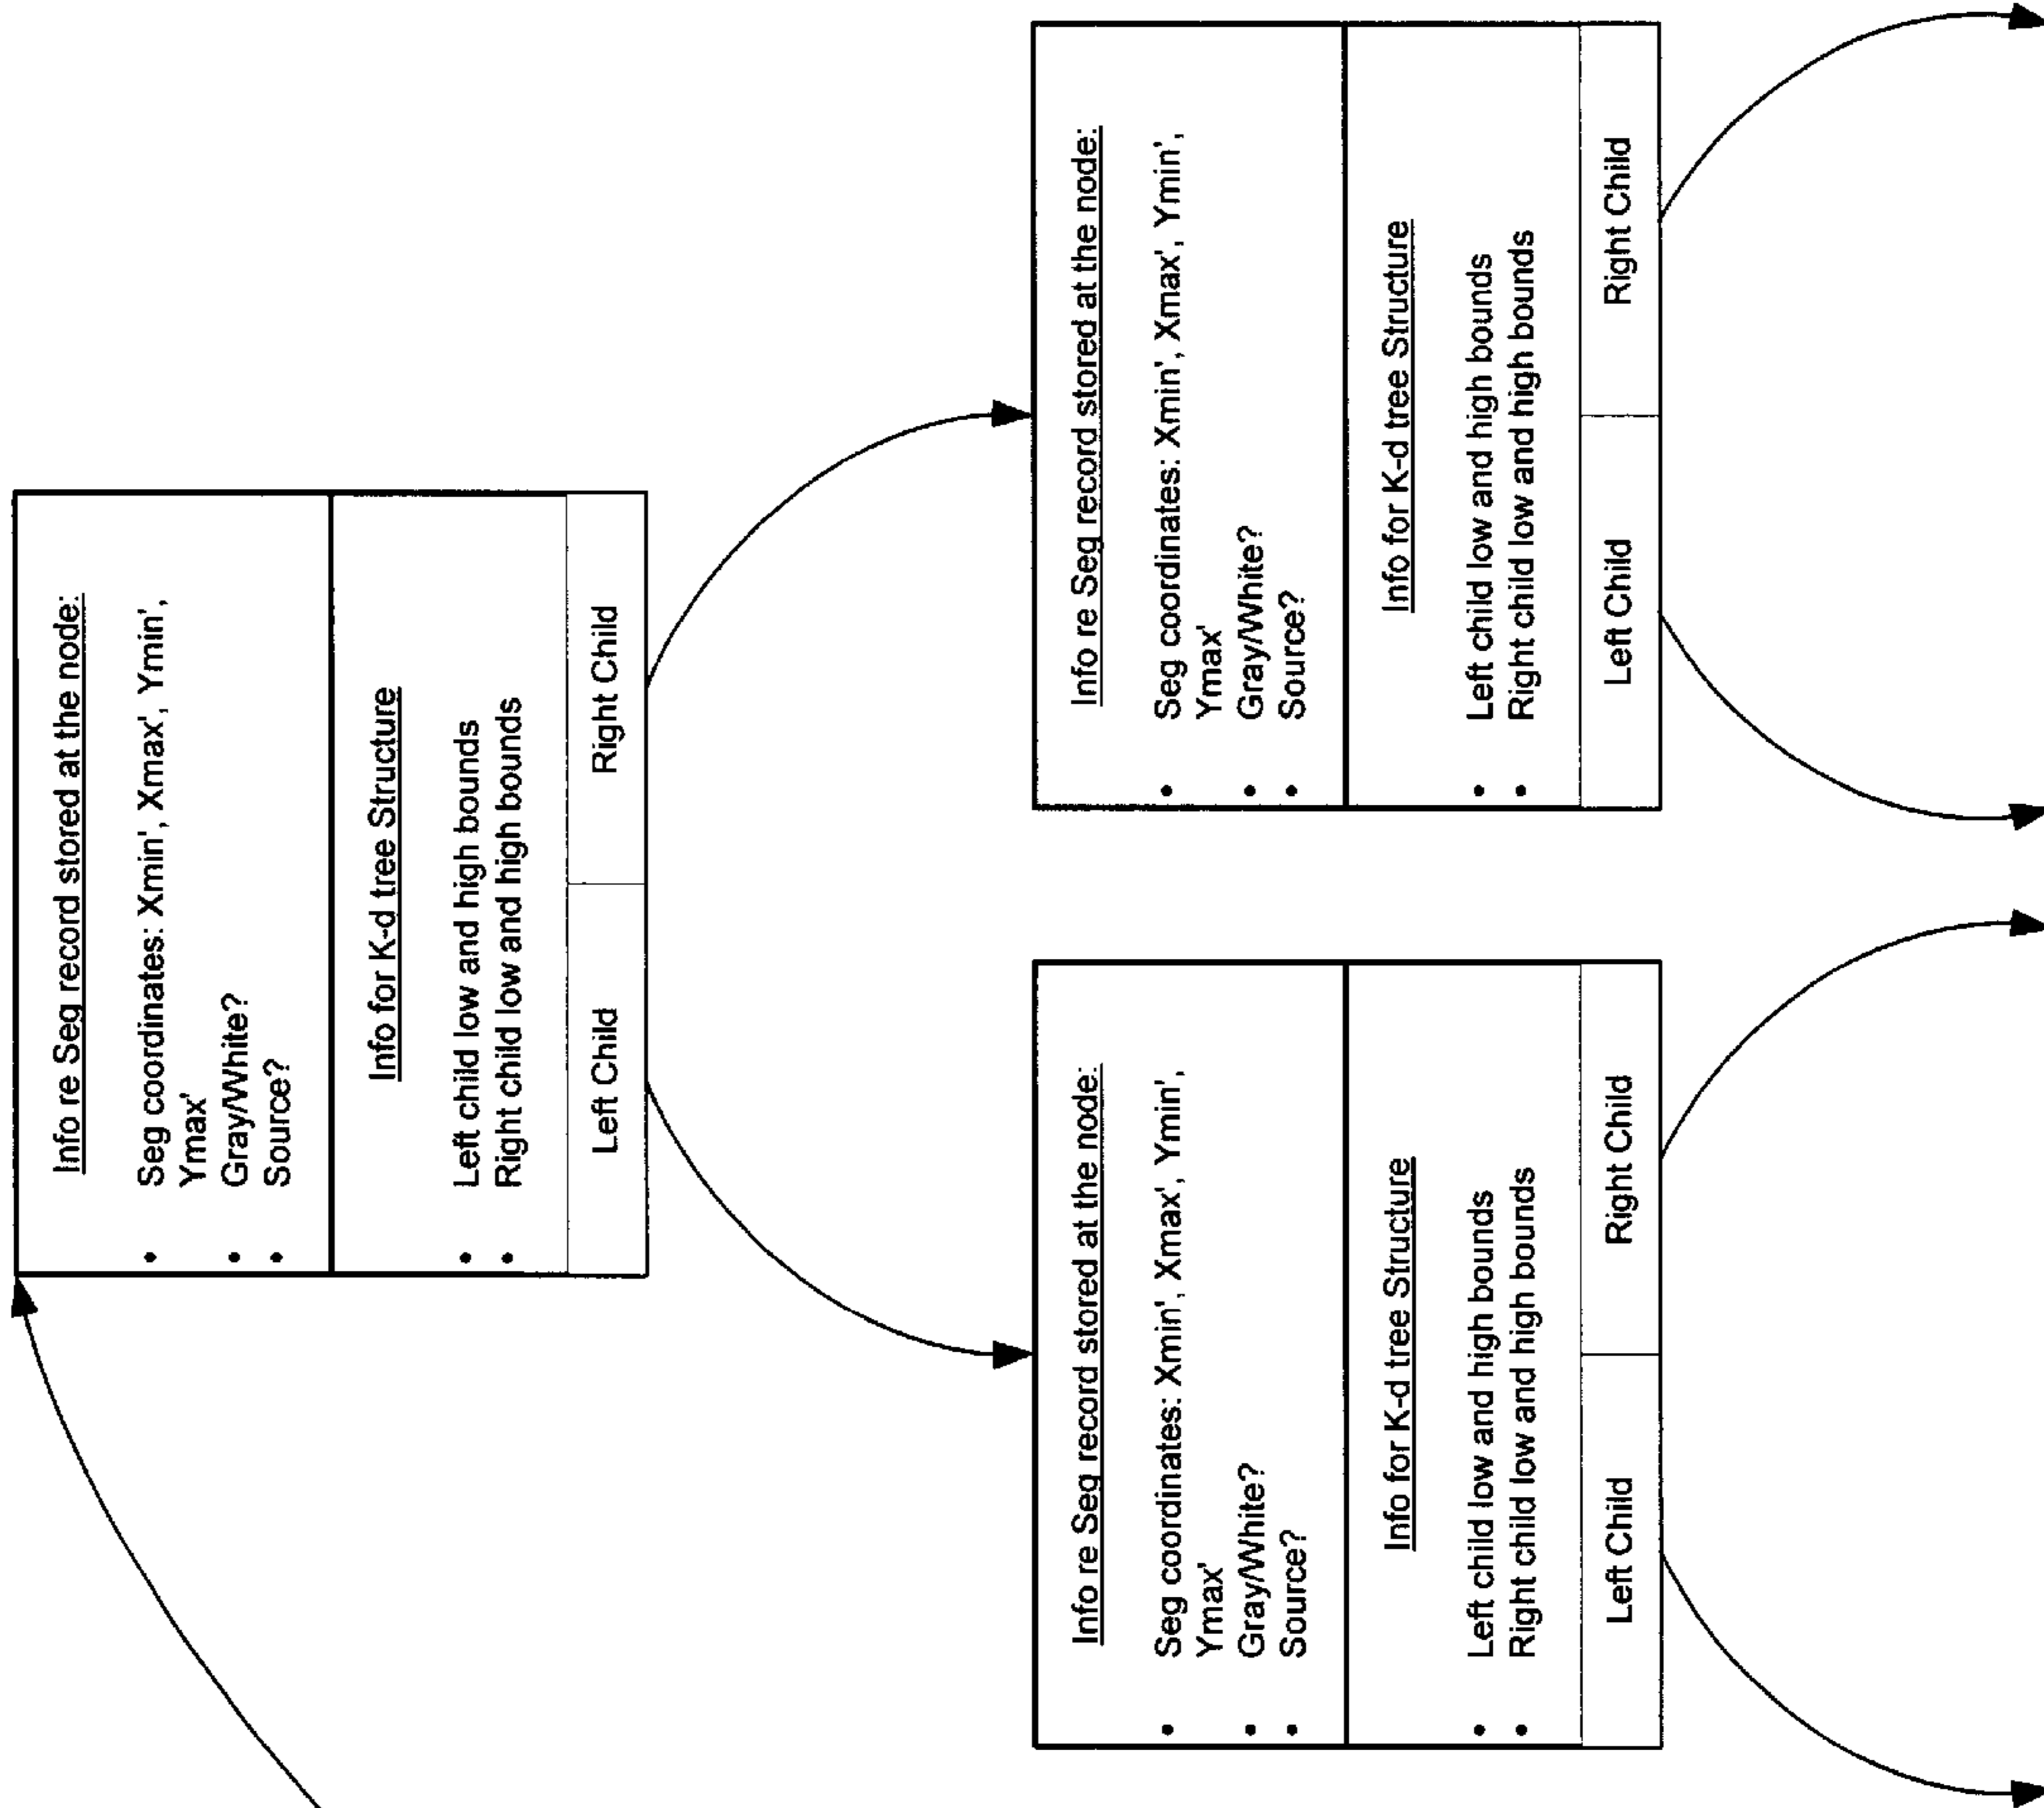 Info re Seg record stored at the node:
• Seg coordinates: Xmin', Xmax', Ymin',
Ymax'
• Gray/White?
• Source?
Info for K-d tree Structure
• Left child low and high bounds
• Right child low and high bounds
Left Child
Right Child
Info re Seg record stored at the node:
• Seg coordinates: Xmin', Xmax', Ymin',
Ymax'
• Gray/White?
• Source?
Info for K-d tree Structure
• Left child low and high bounds
• Right child low and high bounds
Left Child
Right Child
Info re Seg record stored at the node:
• Seg coordinates: Xmin', Xmax', Ymin',
Ymax'
• Gray/White?
• Source?
Info for K-d tree Structure
• Left child low and high bounds
• Right child low and high bounds
Left Child
Right Child